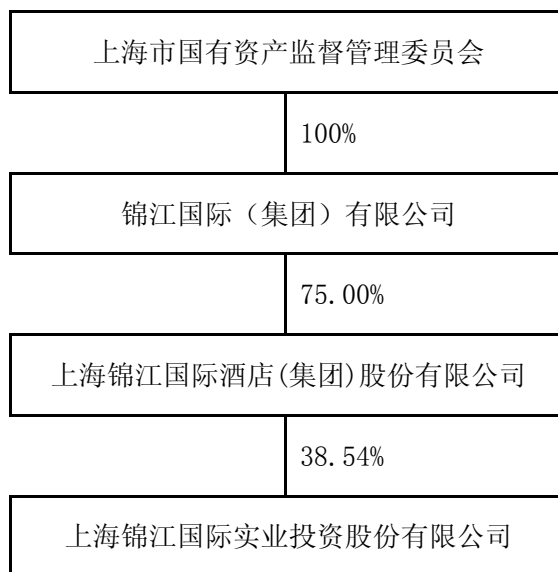 上海市国有资产监督管理委员会
100%
锦江国际（集团）有限公司
75.00%
上海锦江国际酒店(集团)股份有限公司
38.54%
上海锦江国际实业投资股份有限公司